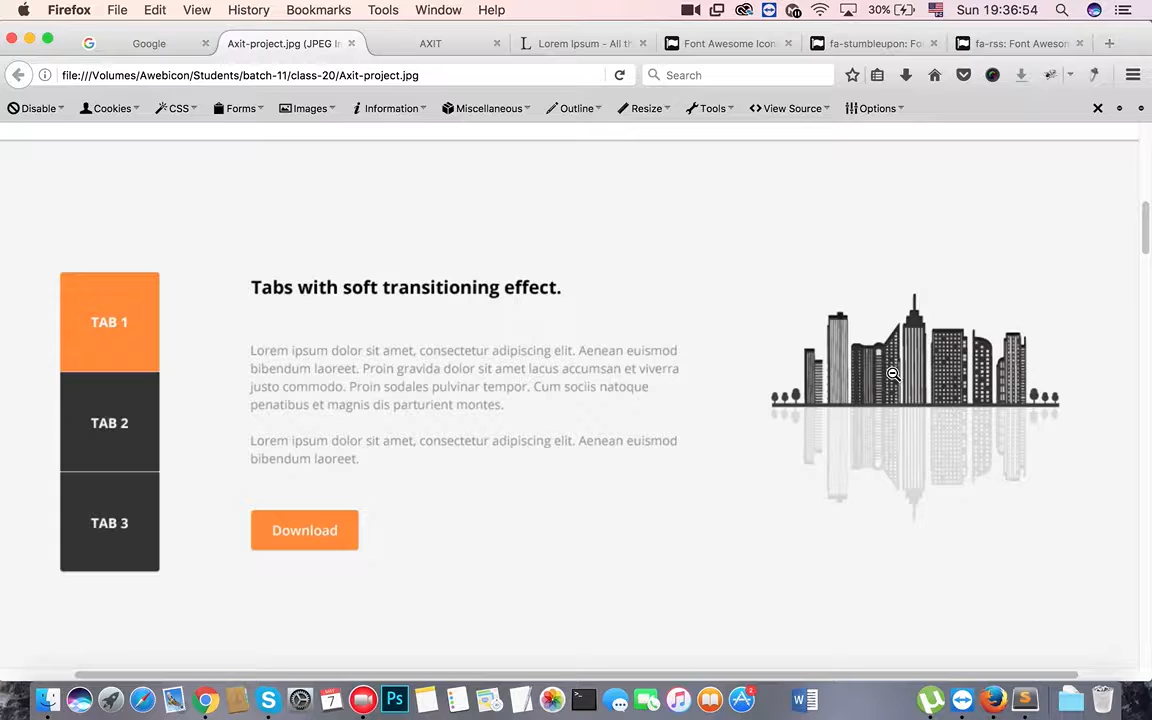 Firefox File Edit View History Bookmarks Tools Window Help 30% Sun 19:36:54
Google Axit-project.jpg (JPEG I AXIT Lorem Ipsum - All t Font Awesome Icon fa-stumbleupon: Fo fa-rss: Font Aweson
file:///Volumes/Awebicon/Students/batch-11/class-20/Axit-project.jpg Search
Disable Cookies CSS Forms Images Information Miscellaneous Outline Resize Tools View Source Options
Tabs with soft transitioning effect.
TAB 1
Lorem ipsum dolor sit amet, consectetur adipiscing elit. Aenean euismod
bibendum laoreet. Proin gravida dolor sit amet lacus accumsan et viverra
justo commodo. Proin sodales pulvinar tempor. Cum sociis natoque
penatibus et magnis dis parturient montes.
TAB 2
Lorem ipsum dolor sit amet, consectetur adipiscing elit. Aenean euismod
bibendum laoreet.
TAB 3
Download
Ps